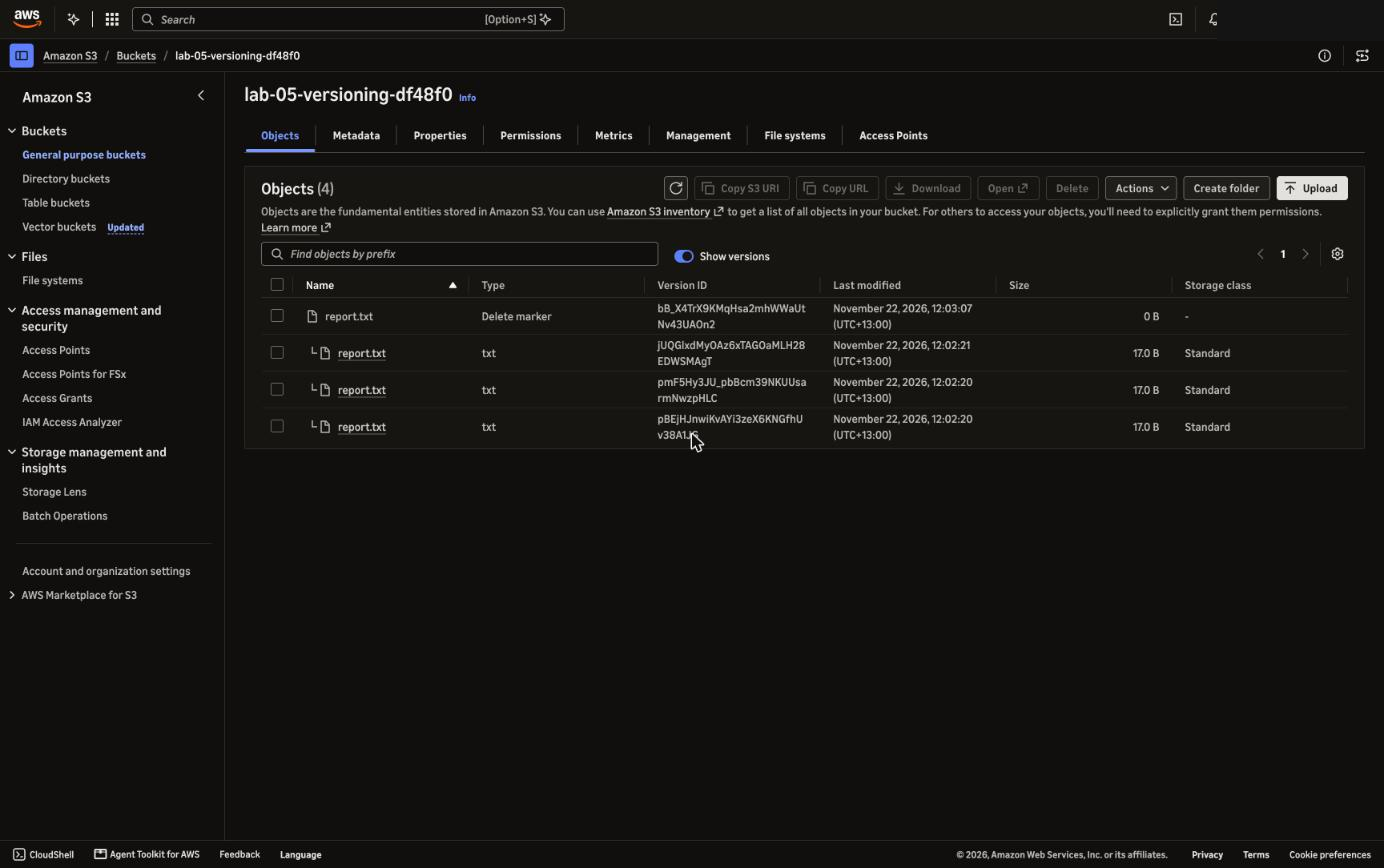 aws
Search [Option+S]
Amazon S3 / Buckets / lab-05-versioning-df48f0
Amazon S3
Buckets
General purpose buckets
Directory buckets
Table buckets
Vector buckets Updated
Files
File systems
Access management and
security
Access Points
Access Points for FSx
Access Grants
IAM Access Analyzer
Storage management and
insights
Storage Lens
Batch Operations
Account and organization settings
AWS Marketplace for S3
lab-05-versioning-df48f0 Info
Objects Metadata Properties Permissions Metrics Management File systems Access Points
Objects (4) Copy S3 URI Copy URL Download Open Delete Actions Create folder Upload
Objects are the fundamental entities stored in Amazon S3. You can use Amazon S3 inventory to get a list of all objects in your bucket. For others to access your objects, you'll need to explicitly grant them permissions.
Learn more
Find objects by prefix Show versions 1
Name Type Version ID Last modified Size Storage class
report.txt Delete marker bB_X4TrX9KMqHsa2mhWWaUt November 22, 2026, 12:03:07 0 B -
Nv43UAOn2 (UTC+13:00)
report.txt txt jUQGlxdMyOAz6xTAGOaMLH28 November 22, 2026, 12:02:21 17.0 B Standard
EDWSMAgT (UTC+13:00)
report.txt txt pmF5Hy3JU_pbBcm39NKUUsa November 22, 2026, 12:02:20 17.0 B Standard
rmNwzpHLC (UTC+13:00)
report.txt txt pBEjHJnwiKvAYi3zeX6KNGfhU November 22, 2026, 12:02:20 17.0 B Standard
(UTC+13:00)
CloudShell Agent Toolkit for AWS Feedback Language © 2026, Amazon Web Services, Inc. or its affiliates. Privacy Terms Cookie preferences